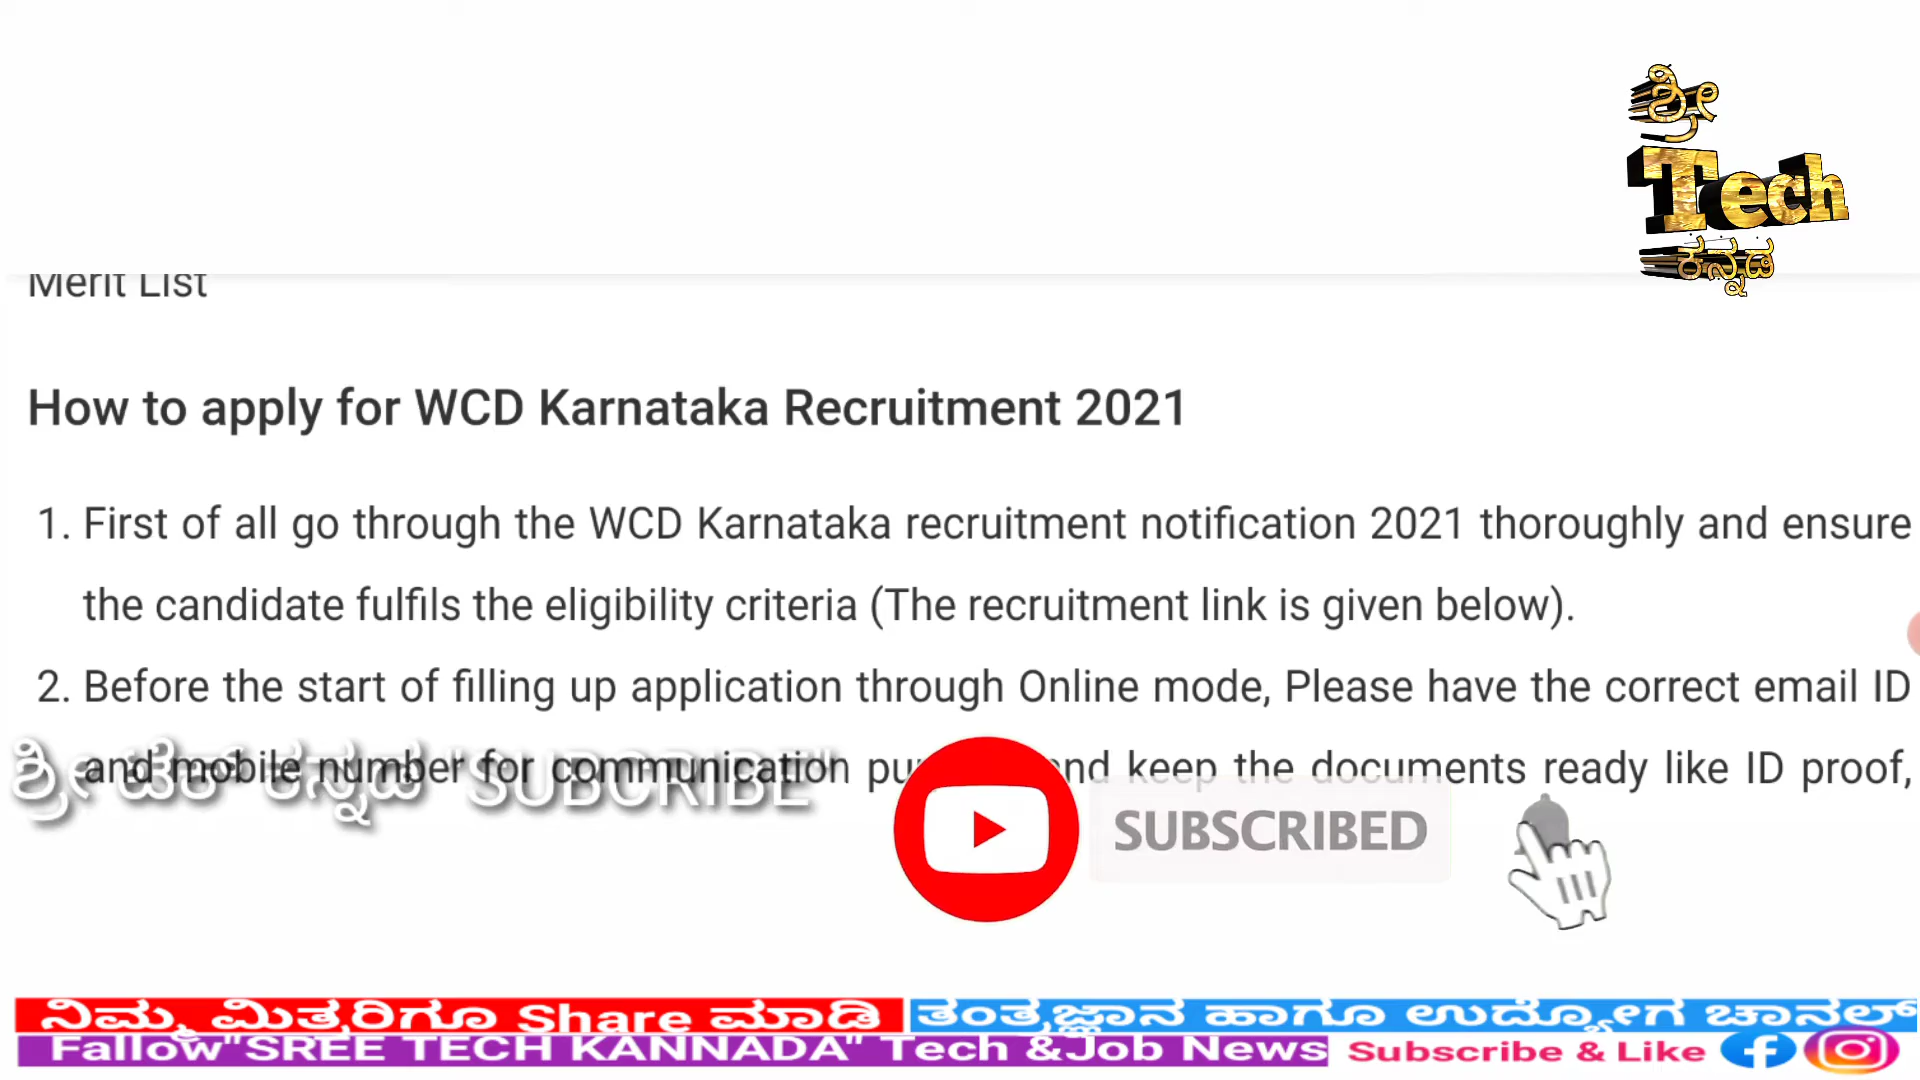 ಶ್ರೀ
Tech
ಕನ್ನಡ
Merit List
How to apply for WCD Karnataka Recruitment 2021
1. First of all go through the WCD Karnataka recruitment notification 2021 thoroughly and ensure
the candidate fulfils the eligibility criteria (The recruitment link is given below).
2. Before the start of filling up application through Online mode, Please have the correct email ID
and mobile number for communication and keep the documents ready like ID proof,
ಶ್ರೀ ಟೆಕ್ ಕನ್ನಡ "SUBCRIBE"
SUBSCRIBED
ನಿಮ್ಮ ಮಿತ್ರರಿಗೂ Share ಮಾಡಿ ತಂತ್ರಜ್ಞಾನ ಹಾಗೂ ಉದ್ಯೋಗ ಚಾನಲ್
Fallow"SREE TECH KANNADA" Tech &Job News Subscribe & Like